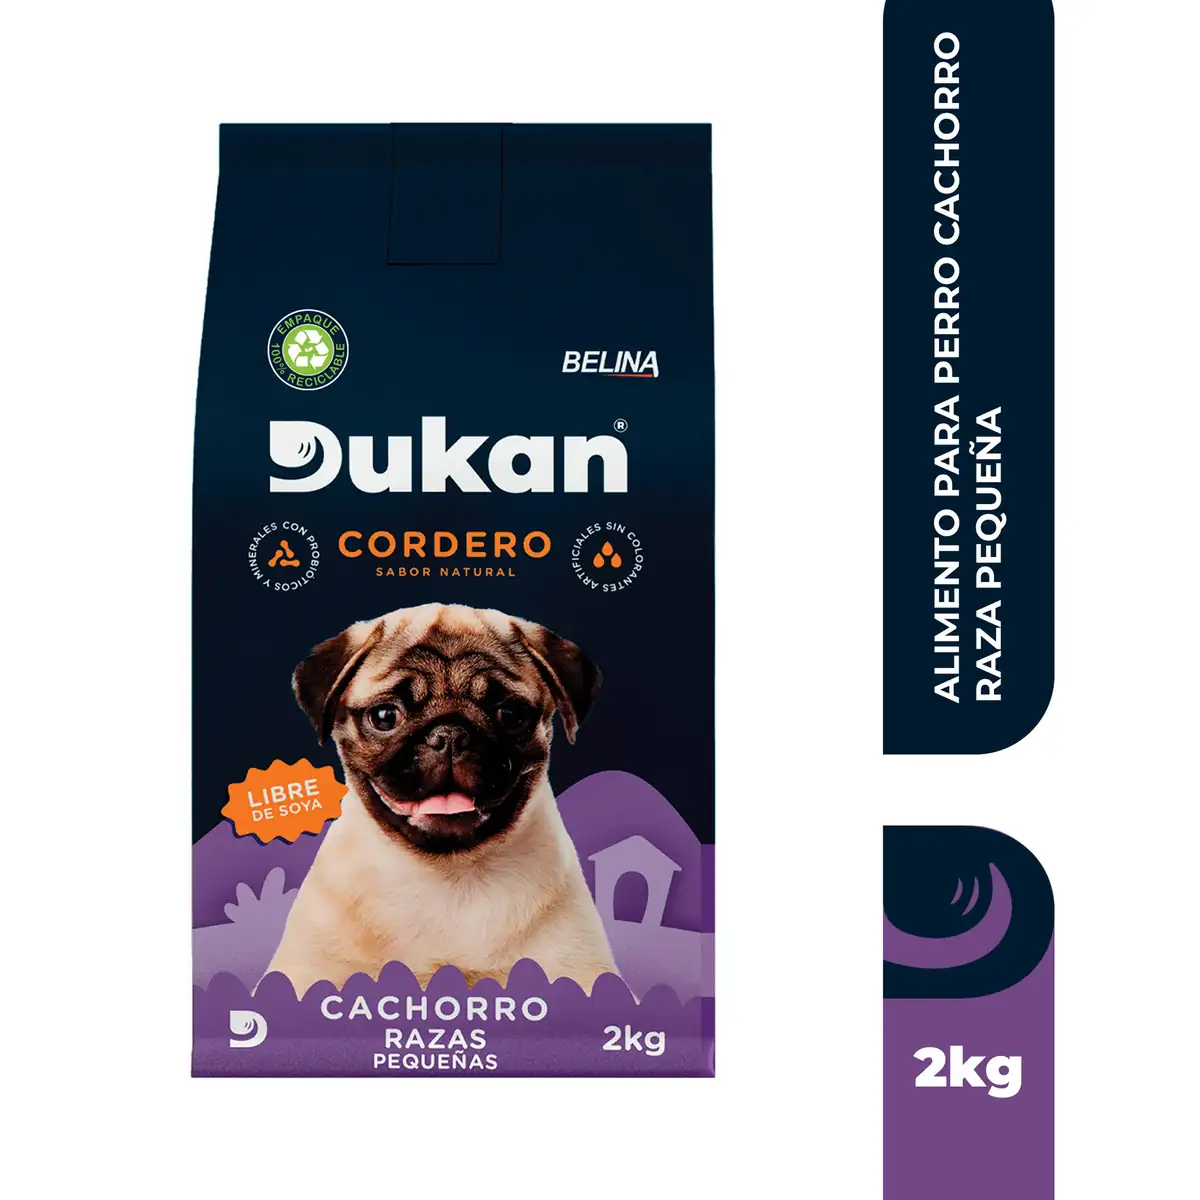 EMPAQUE
100% RECICLABLE
BELINA
Dukan®
Y MINERALES CON PROBIÓTICOS
CORDERO
SABOR NATURAL
SIN COLORANTES ARTIFICIALES
LIBRE
DE SOYA
CACHORRO
RAZAS
PEQUEÑAS
2kg
ALIMENTO PARA PERRO CACHORRO
RAZA PEQUEÑA
2kg